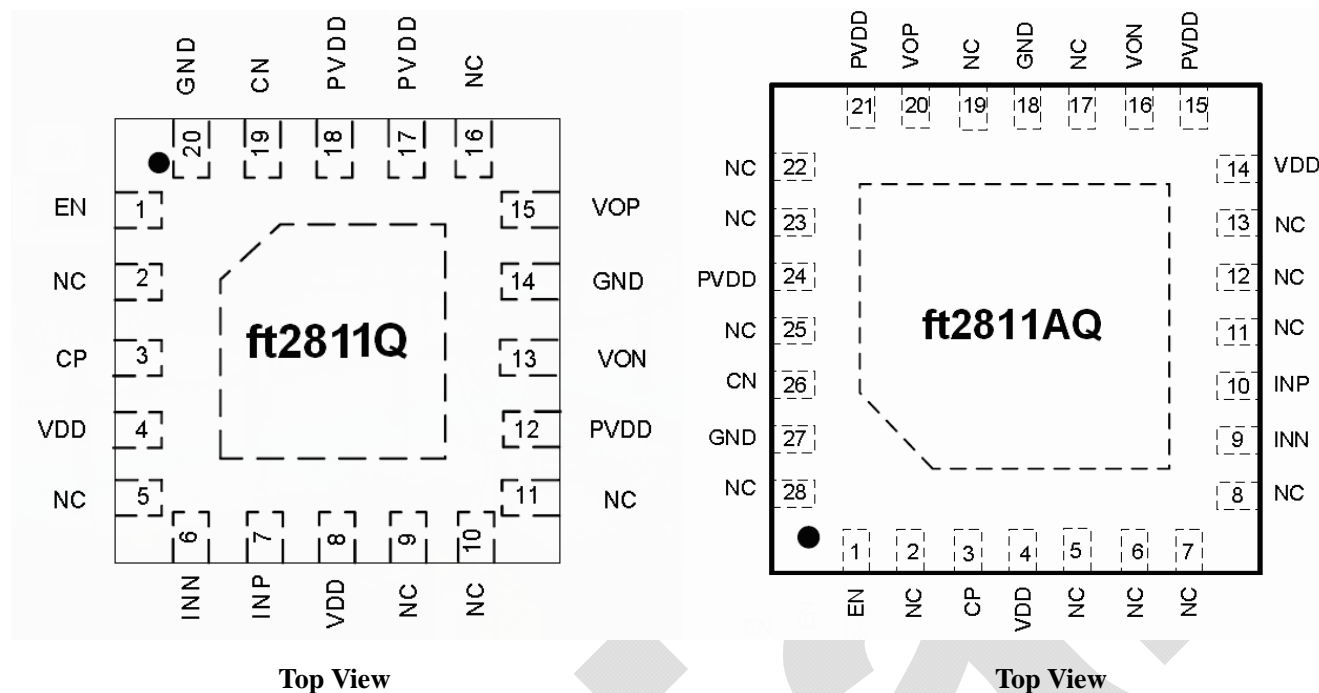 GND CN PVDD PVDD NC
20 19 18 17 16
EN 1 15 VOP
NC 2 14 GND
CP 3 13 VON
VDD 4 12 PVDD
NC 5 11 NC
ft2811Q
6 7 8 9 10
INN INP VDD NC NC
Top View
PVDD VOP NC GND NC VON PVDD
21 20 19 18 17 16 15
NC 22 14 VDD
NC 23 13 NC
PVDD 24 12 NC
NC 25 11 NC
ft2811AQ
CN 26 10 INP
GND 27 9 INN
NC 28 8 NC
1 2 3 4 5 6 7
EN NC CP VDD NC NC NC
Top View